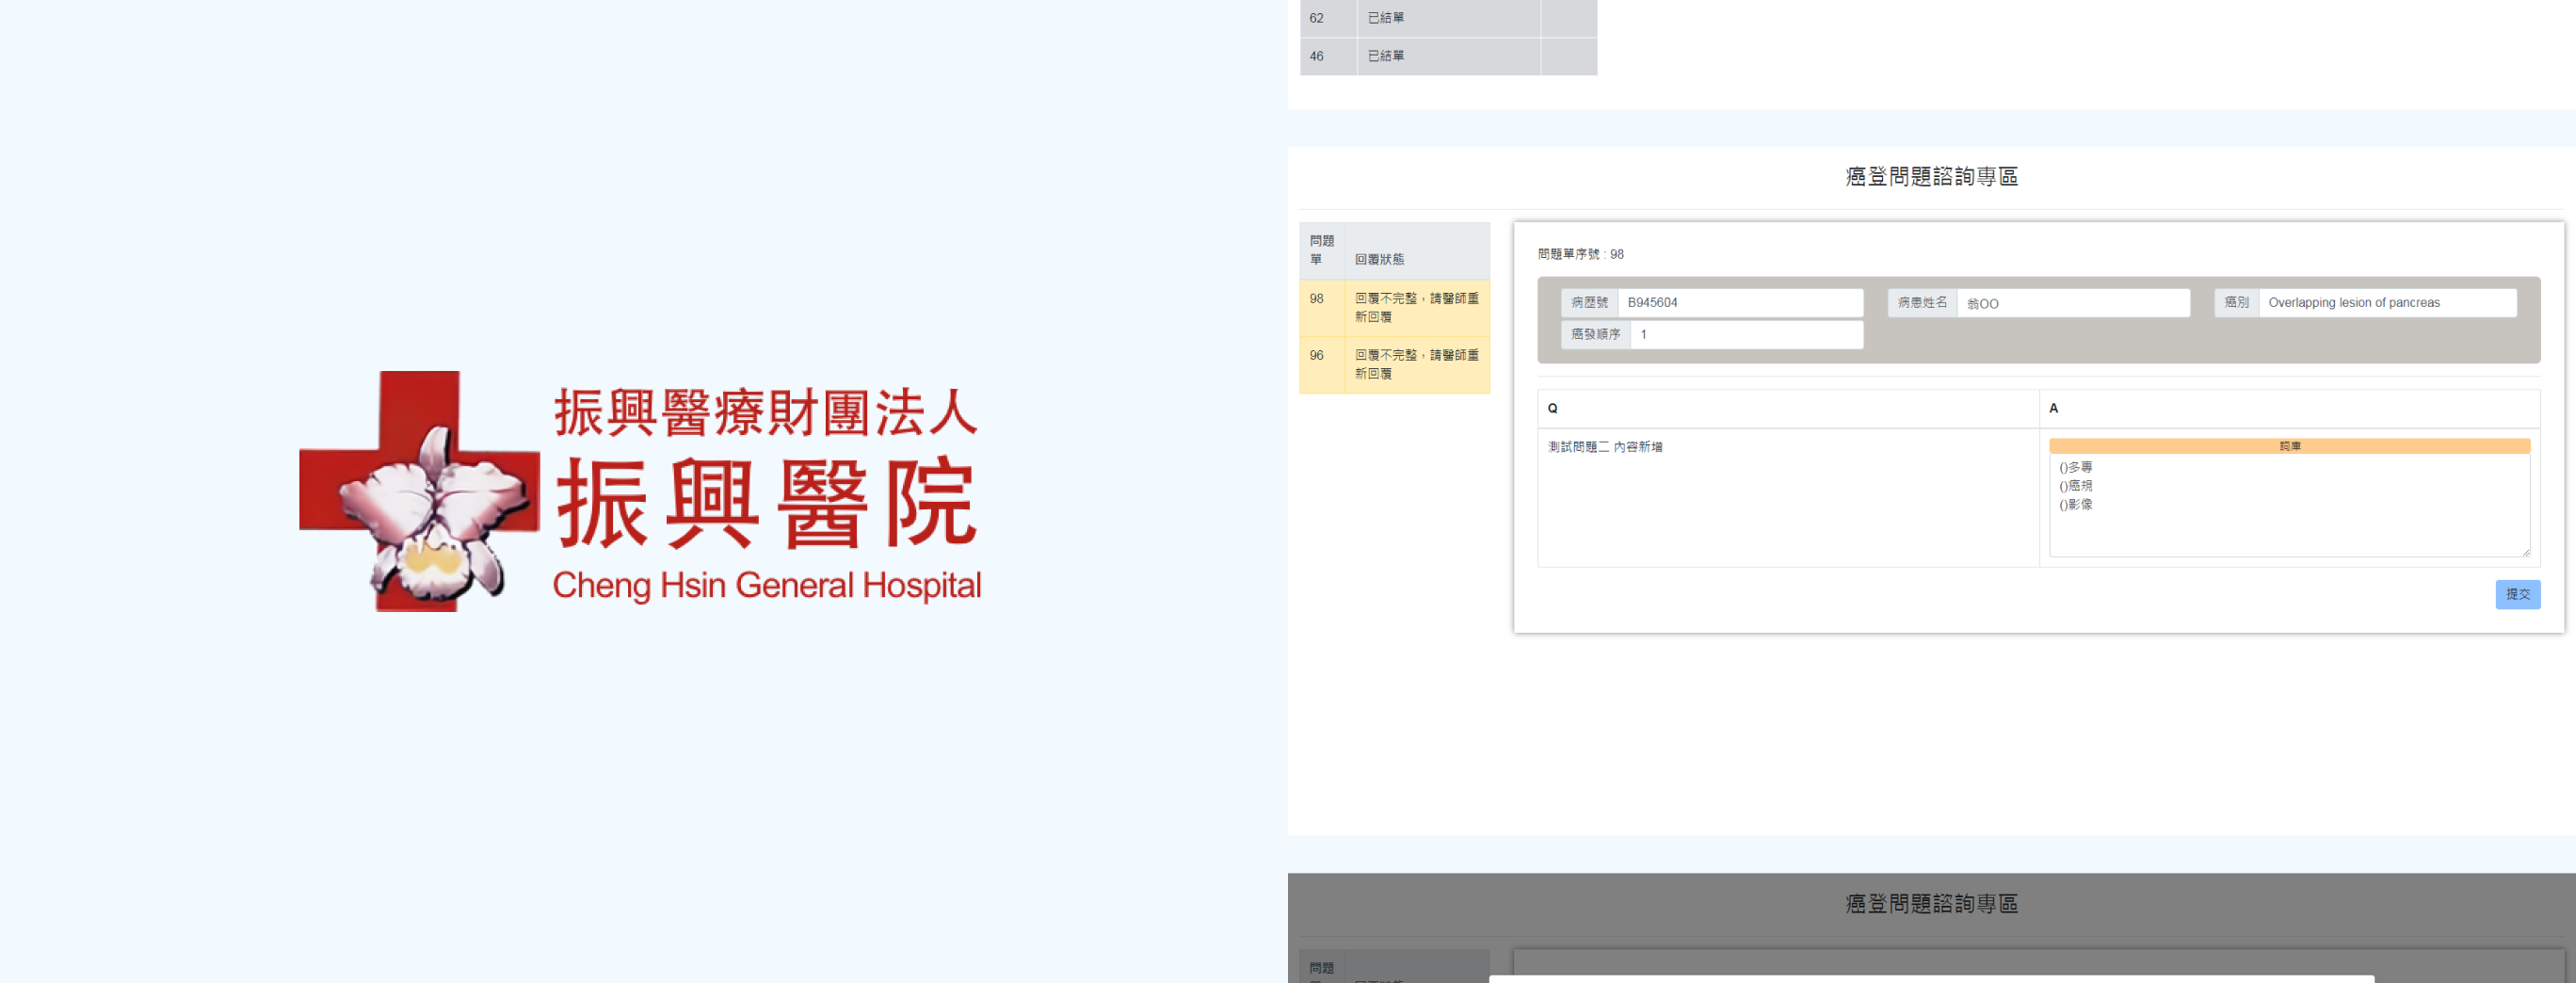 振興醫療財團法人
振興醫院
Cheng Hsin General Hospital
62 已結單
46 已結單
癌登問題諮詢專區
問題單 回覆狀態
98 回覆不完整，請醫師重新回覆
96 回覆不完整，請醫師重新回覆
問題單序號 : 98
病歷號 B945604 病患姓名 翁OO 癌別 Overlapping lesion of pancreas
癌發順序 1
Q A
測試問題二 內容新增
詞庫
()多專
()癌規
()影像
提交
癌登問題諮詢專區
問題